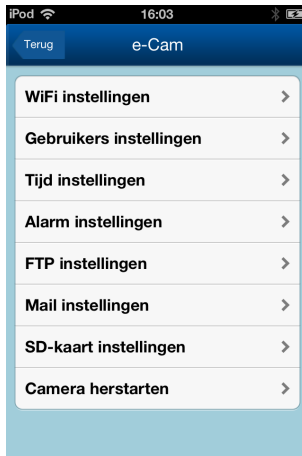 iPod 16:03
Terug e-Cam
WiFi instellingen
Gebruikers instellingen
Tijd instellingen
Alarm instellingen
FTP instellingen
Mail instellingen
SD-kaart instellingen
Camera herstarten